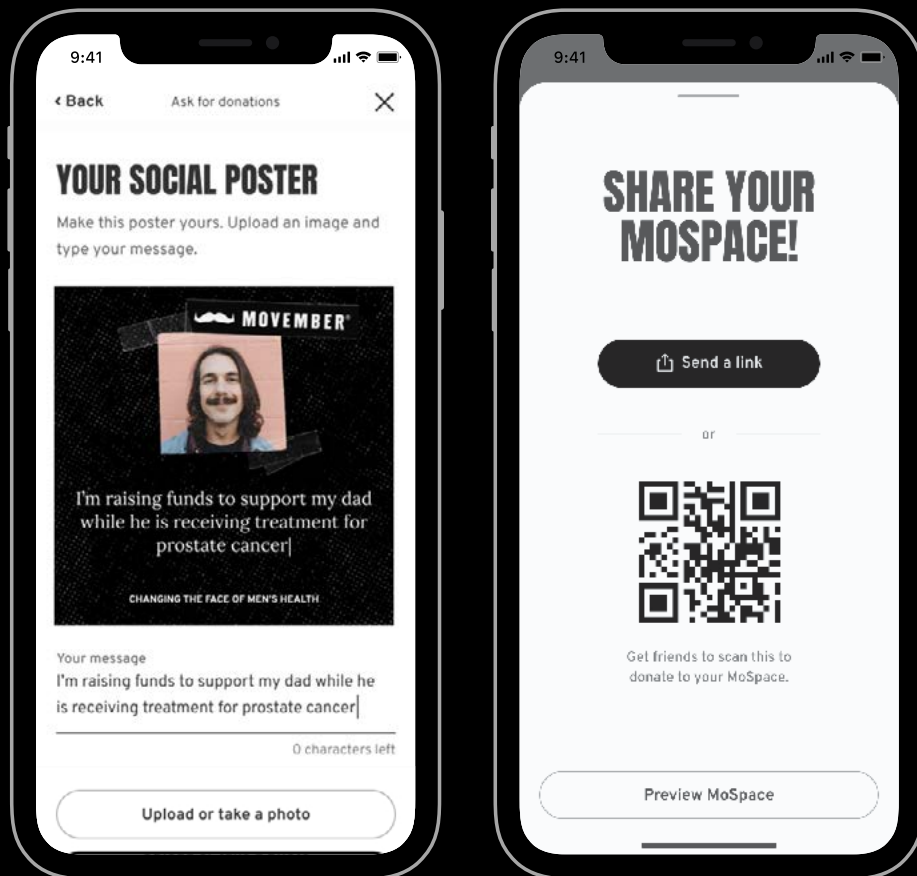 9:41
‹ Back
Ask for donations
YOUR SOCIAL POSTER
Make this poster yours. Upload an image and
type your message.
MOVEMBER®
I'm raising funds to support my dad
while he is receiving treatment for
prostate cancer
CHANGING THE FACE OF MEN'S HEALTH
Your message
I'm raising funds to support my dad while he
is receiving treatment for prostate cancer
0 characters left
Upload or take a photo
9:41
SHARE YOUR
MOSPACE!
Send a link
or
Get friends to scan this to
donate to your MoSpace.
Preview MoSpace